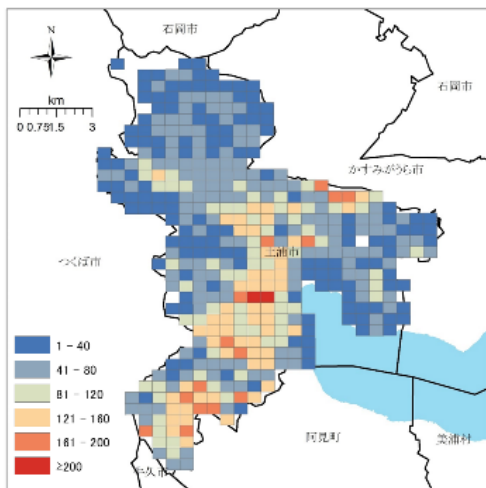 石岡市
N
石岡市
km
0 0.751.5 3
かすみがうら市
つくば市
土浦市
1 - 40
41 - 80
81 - 120
121 - 160
161 - 200
≥200
阿見町
美浦村
牛久市